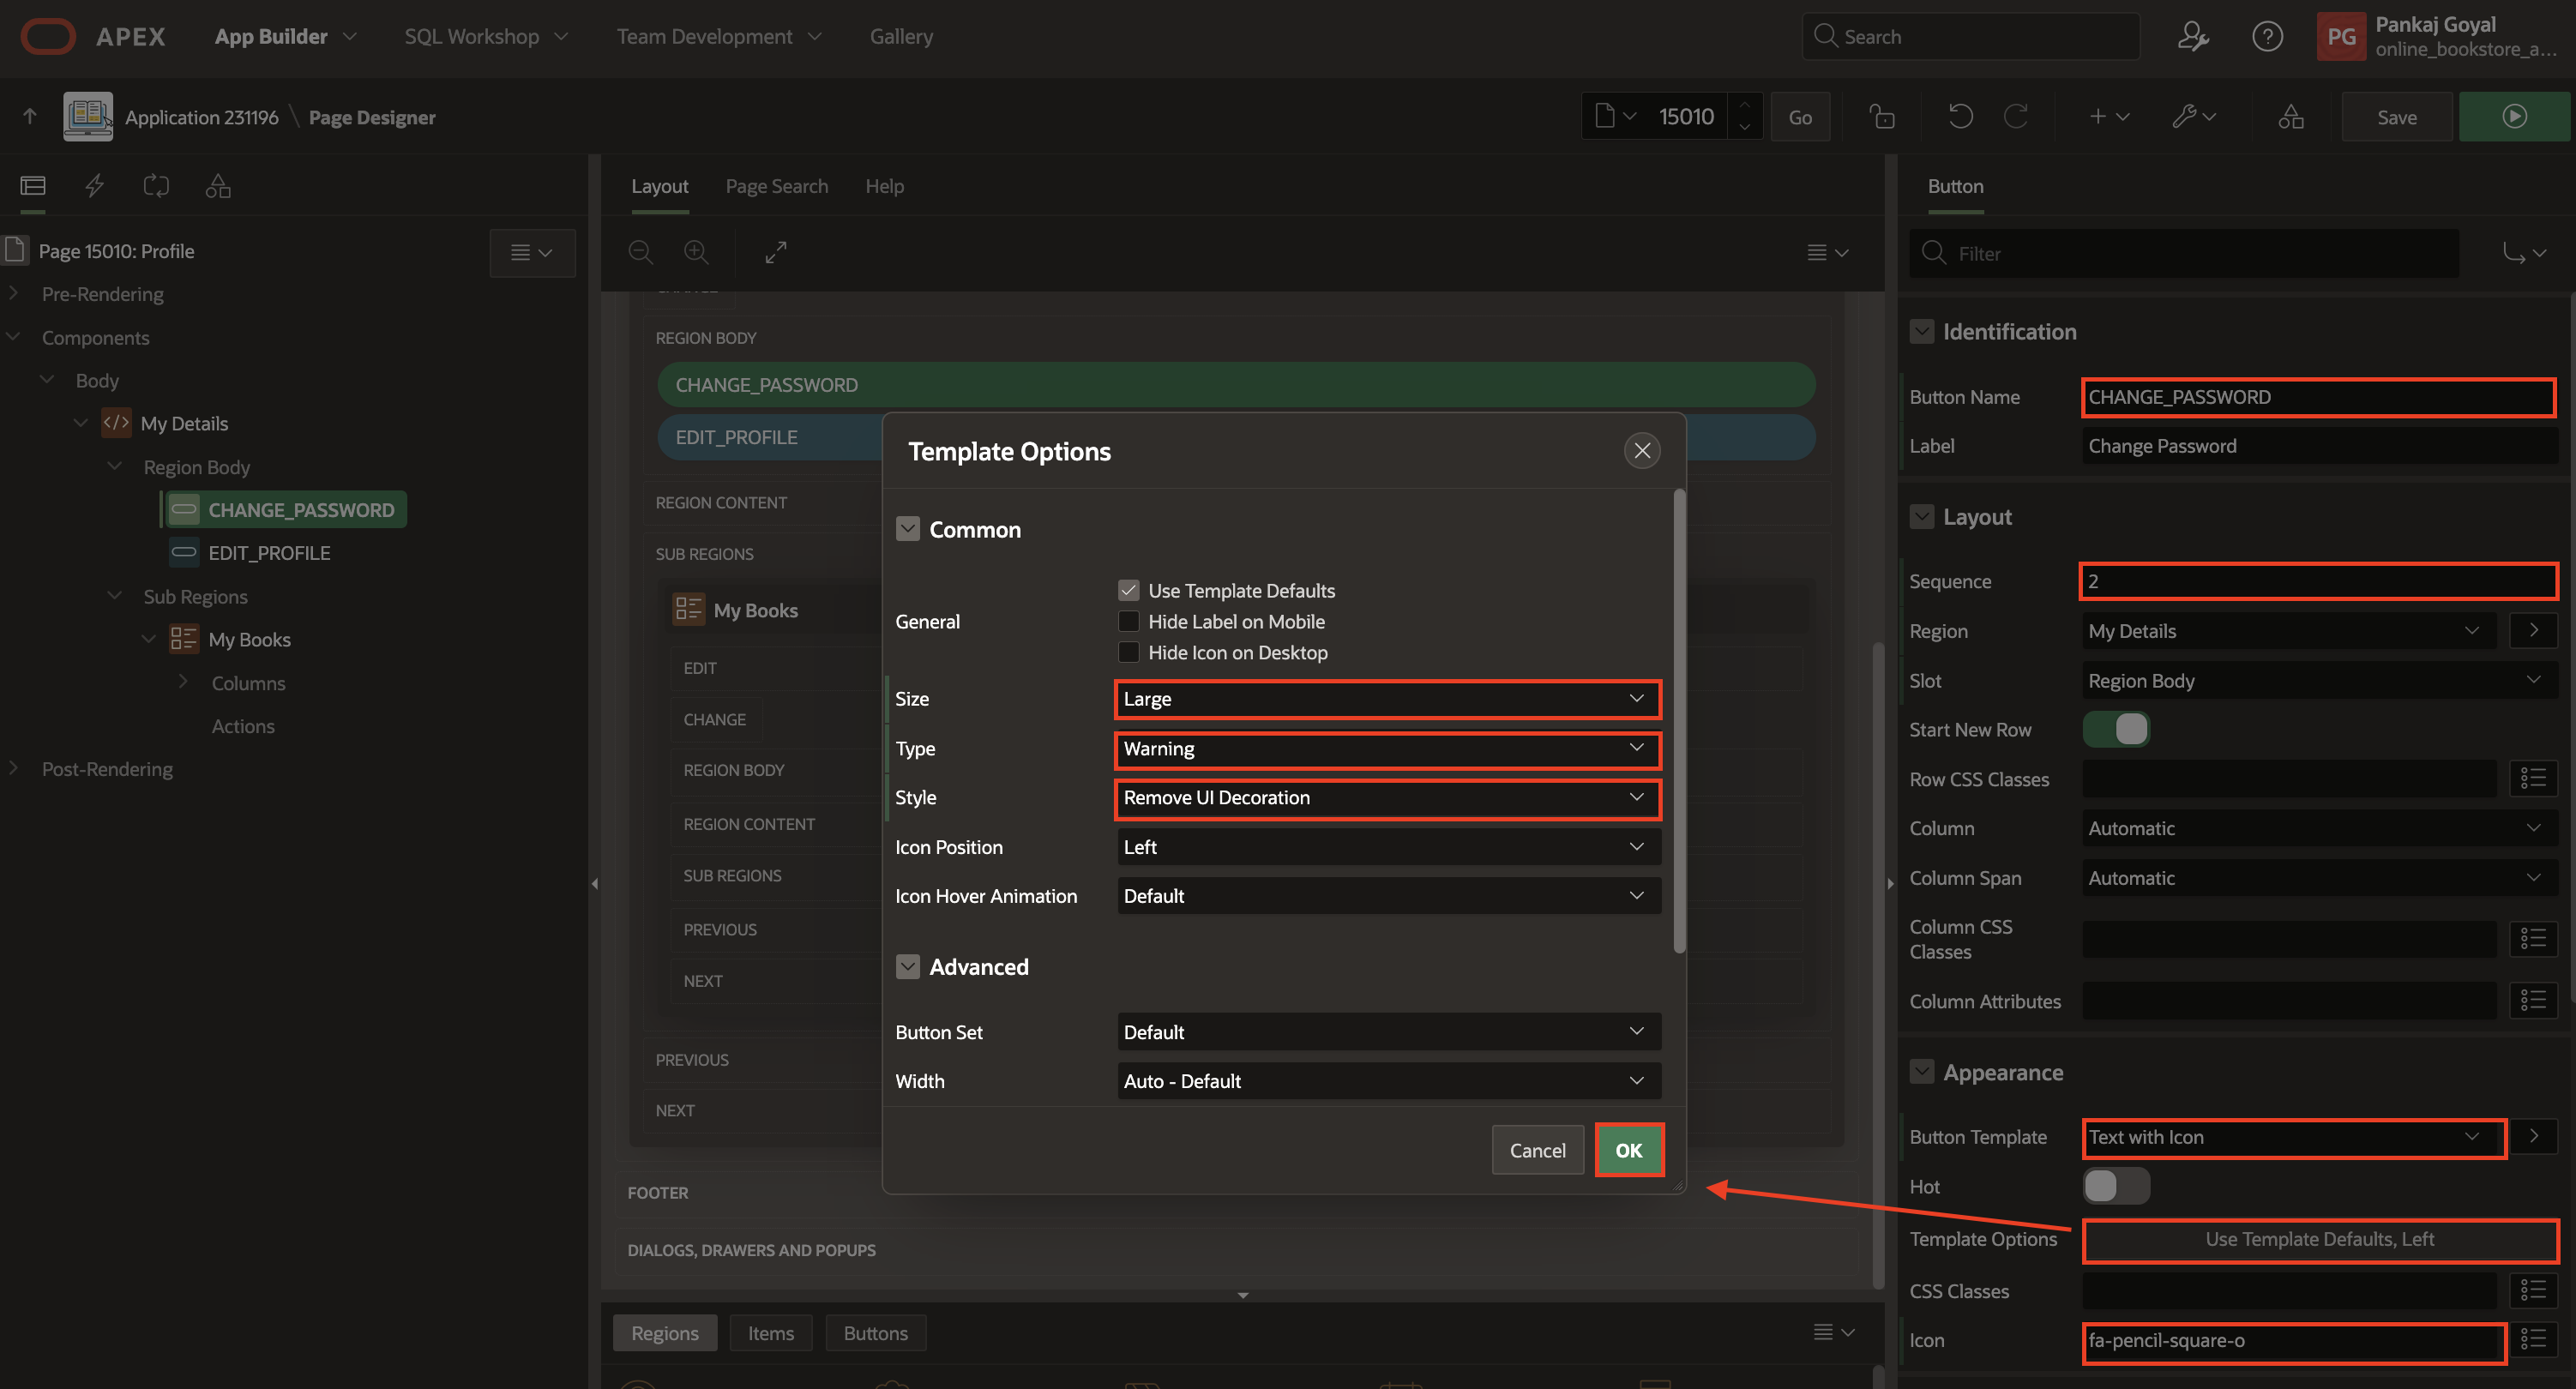 APEX App Builder SQL Workshop Team Development Gallery Search PG Pankaj Goyal
online_bookstore_a...
Application 231196 \ Page Designer 15010 Go Save
Layout Page Search Help Button
Page 15010: Profile Filter
Pre-Rendering
Components
Body
My Details
Region Body
CHANGE_PASSWORD
EDIT_PROFILE
Sub Regions
My Books
Columns
Actions
Post-Rendering
REGION BODY
CHANGE_PASSWORD
EDIT_PROFILE
REGION CONTENT
SUB REGIONS
My Books
EDIT
CHANGE
REGION BODY
REGION CONTENT
SUB REGIONS
PREVIOUS
NEXT
PREVIOUS
NEXT
FOOTER
DIALOGS, DRAWERS AND POPUPS
Regions Items Buttons
Template Options
Common
General
Use Template Defaults
Hide Label on Mobile
Hide Icon on Desktop
Size Large
Type Warning
Style Remove UI Decoration
Icon Position Left
Icon Hover Animation Default
Advanced
Button Set Default
Width Auto - Default
Cancel OK
Identification
Button Name CHANGE_PASSWORD
Label Change Password
Layout
Sequence 2
Region My Details
Slot Region Body
Start New Row
Row CSS Classes
Column Automatic
Column Span Automatic
Column CSS
Classes
Column Attributes
Appearance
Button Template Text with Icon
Hot
Template Options Use Template Defaults, Left
CSS Classes
Icon fa-pencil-square-o